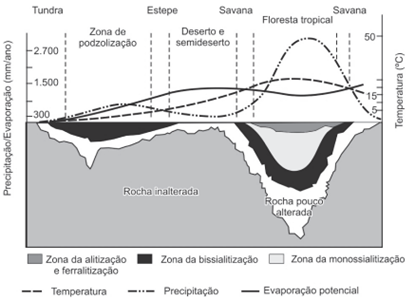 Tundra
Estepe
Savana
Savana
Zona de
podzolização
Deserto e
semideserto
Floresta tropical
Precipitação/Evaporação (mm/ano)
2.700
1.500
300
50
15
5
Temperatura (ºC)
Rocha inalterada
Rocha pouco
alterada
Zona da alitização
e ferralitização
Zona da bissialitização
Zona da monossialitização
Temperatura
Precipitação
Evaporação potencial